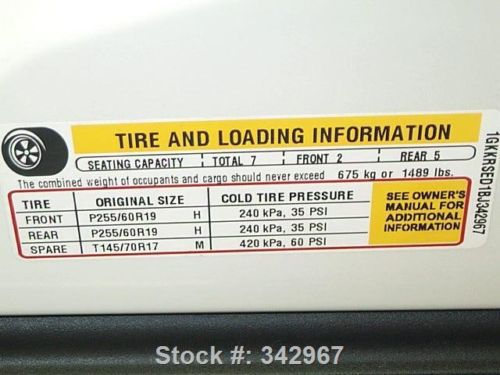 TIRE AND LOADING INFORMATION
SEATING CAPACITY TOTAL 7 FRONT 2 REAR 5
The combined weight of occupants and cargo should never exceed 675 kg or 1489 lbs.
TIRE ORIGINAL SIZE COLD TIRE PRESSURE
FRONT P255/60R19 H 240 kPa, 35 PSI
REAR P255/60R19 H 240 kPa, 35 PSI
SPARE T145/70R17 M 420 kPa, 60 PSI
SEE OWNER'S
MANUAL FOR
ADDITIONAL
INFORMATION
1GKKRSED1BJ342967
Stock #: 342967